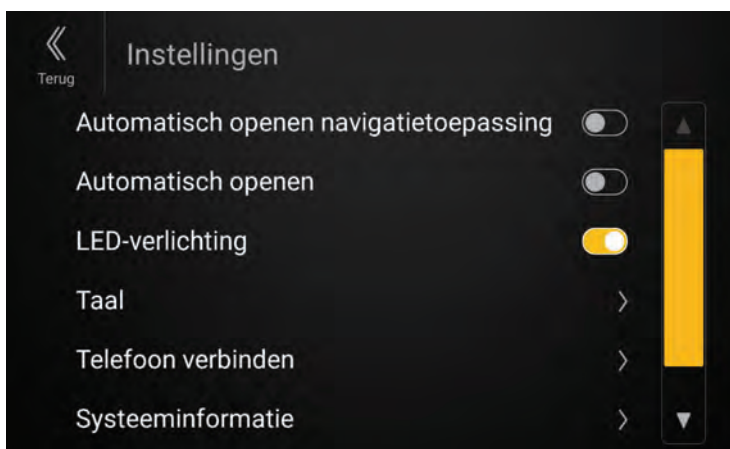 Terug
Instellingen
Automatisch openen navigatietoepassing
Automatisch openen
LED-verlichting
Taal
Telefoon verbinden
Systeeminformatie